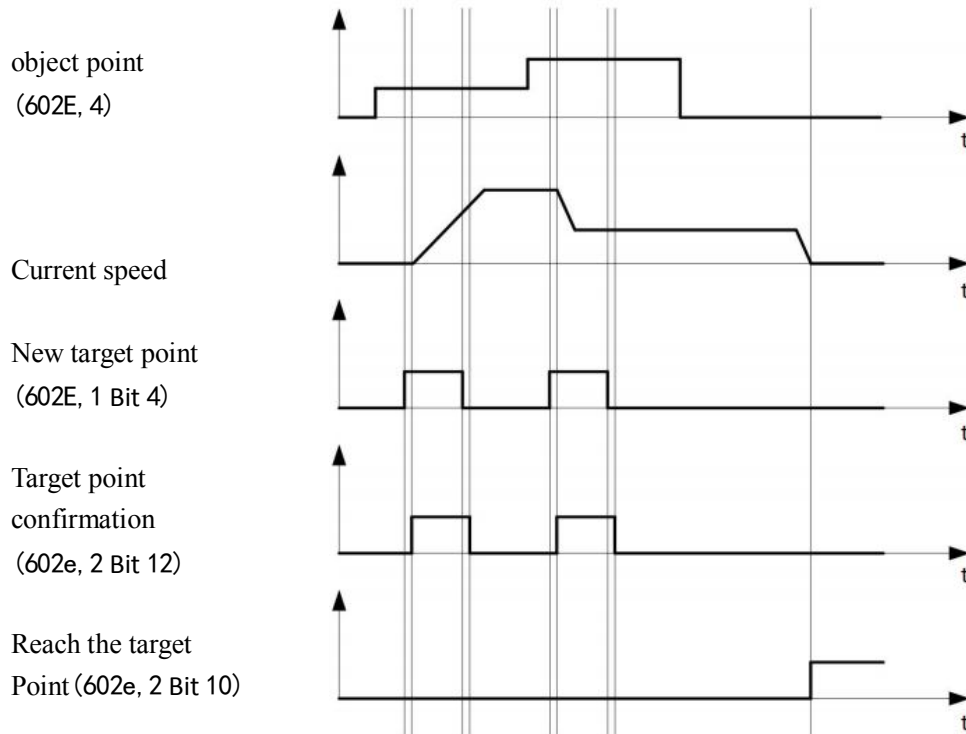 object point
(602E, 4)
t
Current speed
t
New target point
(602E, 1 Bit 4)
t
Target point
confirmation
(602e, 2 Bit 12)
t
Reach the target
Point (602e, 2 Bit 10)
t